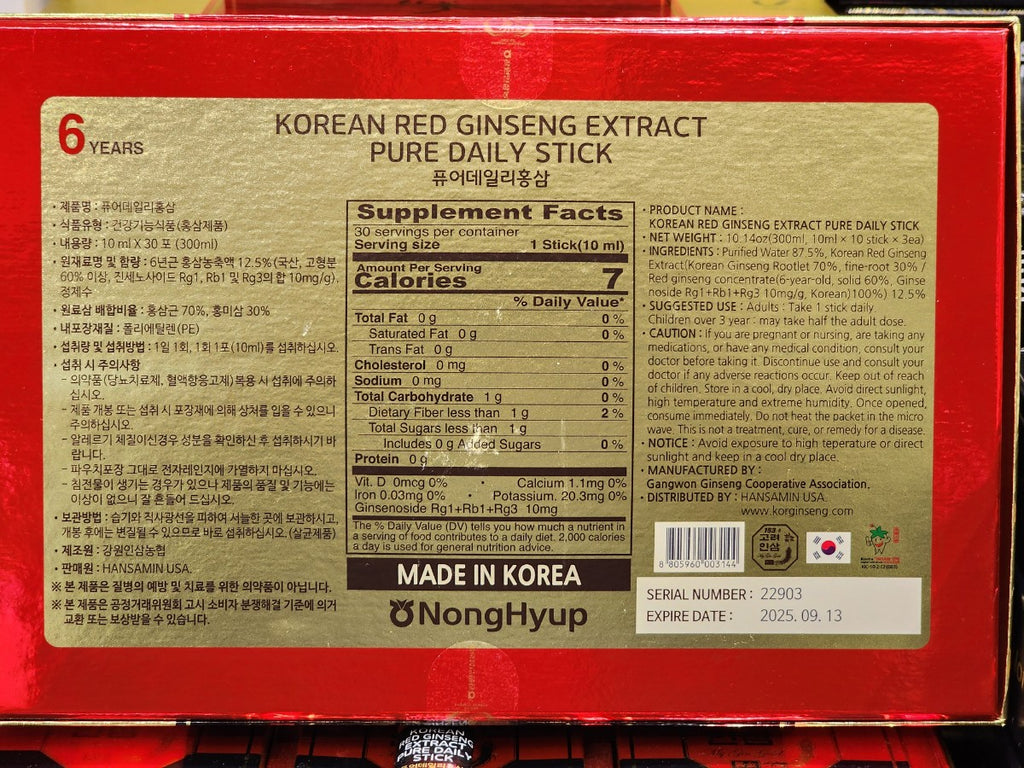 6 YEARS
KOREAN RED GINSENG EXTRACT
PURE DAILY STICK
퓨어데일리홍삼
• 제품명 : 퓨어데일리홍삼
• 식품유형 : 건강기능식품(홍삼제품)
• 내용량 : 10 ml X 30 포 (300ml)
• 원재료명 및 함량 : 6년근 홍삼농축액 12.5% (국산, 고형분
60% 이상, 진세노사이드 Rg1, Rb1 및 Rg3의 합 10mg/g).
정제수
• 원료삼 배합비율 : 홍삼근 70%, 홍미삼 30%
• 내포장재질 : 폴리에틸렌(PE)
• 섭취량 및 섭취방법 : 1일 1회, 1회 1포(10ml)를 섭취하십시오.
• 섭취 시 주의사항
– 의약품(당뇨치료제, 혈액항응고제) 복용 시 섭취에 주의하
십시오.
– 제품 개봉 또는 섭취 시 포장재에 의해 상처를 입을 수 있으니
주의하십시오.
– 알레르기 체질이신경우 성분을 확인하신 후 섭취하시기 바
랍니다.
– 파우치포장 그대로 전자레인지에 가열하지 마십시오.
– 침전물이 생기는 경우가 있으나 제품의 품질 및 기능에는
이상이 없으니 잘 흔들어 드십시오.
• 보관방법 : 습기와 직사광선을 피하여 서늘한 곳에 보관하시고,
개봉 후에는 변질될 수 있으므로 바로 섭취하십시오.(살균제품)
• 제조원 : 강원인삼농협
• 판매원 : HANSAMIN USA.
※ 본 제품은 질병의 예방 및 치료를 위한 의약품이 아닙니다.
※ 본 제품은 공정거래위원회 고시 소비자 분쟁해결 기준에 의거
교환 또는 보상받을 수 있습니다.
Supplement Facts
30 servings per container
Serving size 1 Stick(10 ml)
Amount Per Serving
Calories 7
% Daily Value*
Total Fat 0 g 0 %
Saturated Fat 0 g 0 %
Trans Fat 0 g
Cholesterol 0 mg 0 %
Sodium 0 mg 0 %
Total Carbohydrate 1 g 0 %
Dietary Fiber less than 1 g 2 %
Total Sugars less than 1 g
Includes 0 g Added Sugars 0 %
Protein 0 g
Vit. D 0mcg 0% • Calcium 1.1mg 0%
Iron 0.03mg 0% • Potassium. 20.3mg 0%
Ginsenoside Rg1+Rb1+Rg3 10mg
The % Daily Value (DV) tells you how much a nutrient in
a serving of food contributes to a daily diet. 2,000 calories
a day is used for general nutrition advice.
MADE IN KOREA
NongHyup
• PRODUCT NAME :
KOREAN RED GINSENG EXTRACT PURE DAILY STICK
• NET WEIGHT : 10.14oz(300ml, 10ml × 10 stick × 3ea)
• INGREDIENTS : Purified Water 87.5%, Korean Red Ginseng
Extract(Korean Ginseng Rootlet 70%, fine-root 30% /
Red ginseng concentrate(6-year-old, solid 60%, Ginse
noside Rg1+Rb1+Rg3 10mg/g, Korean)100%) 12.5%
• SUGGESTED USE : Adults : Take 1 stick daily
Children over 3 year : may take half the adult dose.
• CAUTION : If you are pregnant or nursing, are taking any
medications, or have any medical condition, consult your
doctor before taking it. Discontinue use and consult your
doctor if any adverse reactions occur. Keep out of reach
of children. Store in a cool, dry place. Avoid direct sunlight,
high temperature and extreme humidity. Once opened,
consume immediately. Do not heat the packet in the micro
wave. This is not a treatment, cure, or remedy for a disease.
• NOTICE : Avoid exposure to high teperature or direct
sunlight and keep in a cool dry place.
• MANUFACTURED BY :
Gangwon Ginseng Cooperative Association.
• DISTRIBUTED BY : HANSAMIN USA.
www.korginseng.com
8 805960 003144
고려
인삼
SERIAL NUMBER : 22903
EXPIRE DATE : 2025. 09. 13
KOREAN
RED GINSENG
EXTRACT
PURE DAILY
STICK
퓨어데일리홍삼